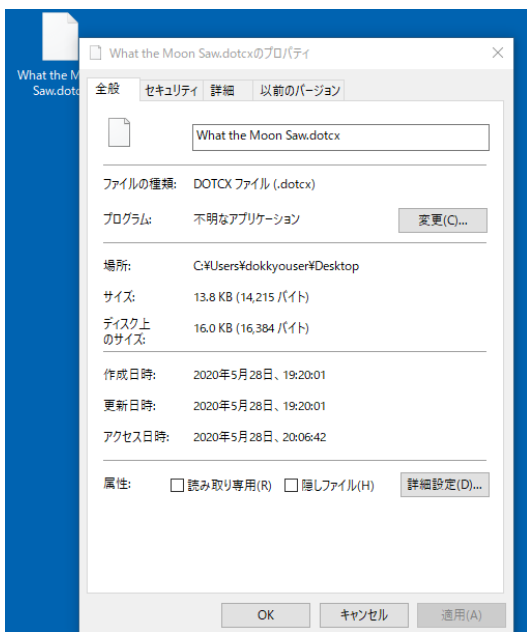 What the M
Saw.dotc
What the Moon Saw.dotcxのプロパティ
全般 セキュリティ 詳細 以前のバージョン
What the Moon Saw.dotcx
ファイルの種類: DOTCX ファイル (.dotcx)
プログラム: 不明なアプリケーション 変更(C)...
場所: C:¥Users¥dokkyouser¥Desktop
サイズ: 13.8 KB (14,215 バイト)
ディスク上
のサイズ: 16.0 KB (16,384 バイト)
作成日時: 2020年5月28日、19:20:01
更新日時: 2020年5月28日、19:20:01
アクセス日時: 2020年5月28日、20:06:42
属性: 読み取り専用(R) 隠しファイル(H) 詳細設定(D)...
OK キャンセル 適用(A)